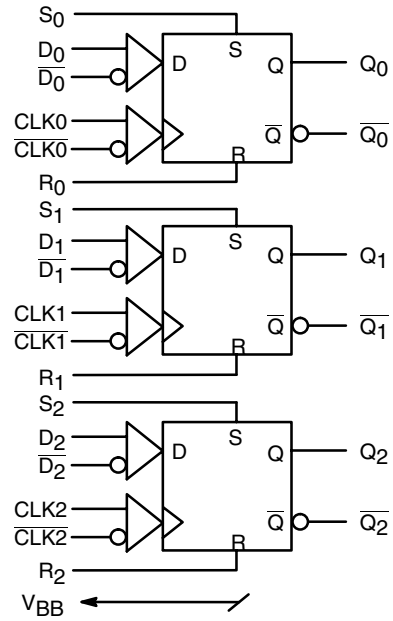 S0
D0 D S Q Q0
D0
CLK0 Q Q0
CLK0
R0 R
S1
D1 D S Q Q1
D1
CLK1 Q Q1
CLK1
R1 R
S2
D2 D S Q Q2
D2
CLK2 Q Q2
CLK2
R2 R
VBB